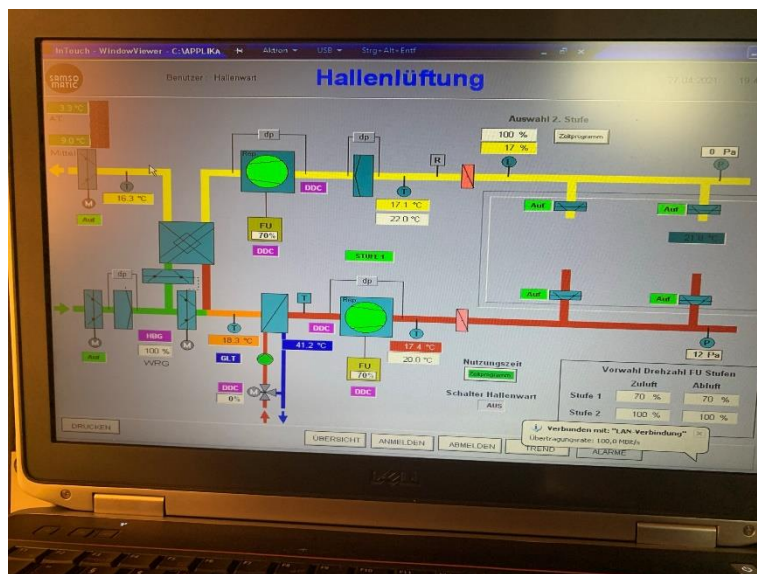 InTouch - WindowViewer - C:\APPLIKA
Aldron
USB
Strg-Alt-Entf
SAMSO
MATIC
Benutzer : Hallenwart
Hallenlüftung
3.3 °C
9.0 °C
Auswahl 2. Stufe
100 %
17 %
Zeitprogramm
0 Pa
dp
dp
Rep.
DDC
R
T
L
P
M
T
16.3 °C
Auf
FU
70%
DDC
17.1 °C
22.0 °C
Auf
Auf
STUFE 1
dp
dp
Rep.
T
DDC
Auf
Auf
M
M
Auf
HBG
100 %
WRG
T
18.3 °C
GLT
41.2 °C
T
17.4 °C
20.0 °C
P
12 Pa
DDC
0%
M
FU
70%
DDC
Nutzungszeit
Zeitprogramm
Schalter Hallenwart
AUS
Vorwahl Drehzahl FU Stufen
Zuluft Abluft
Stufe 1 70 % 70 %
Stufe 2 100 % 100 %
Verbunden mit: "LAN-Verbindung"
Übertragungsrate: 100,0 MBit/s
DRUCKEN
ÜBERSICHT
ANMELDEN
ABMELDEN
TREND
ALARME
DELL